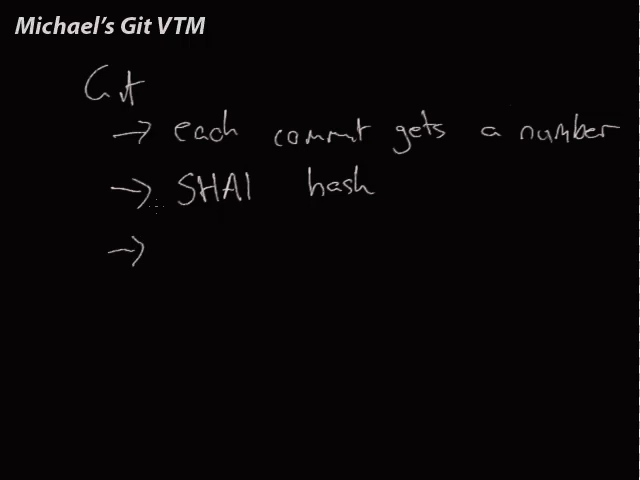 Michael's Git VTM
Git
→ each commit gets a number
→ SHA1 hash
→